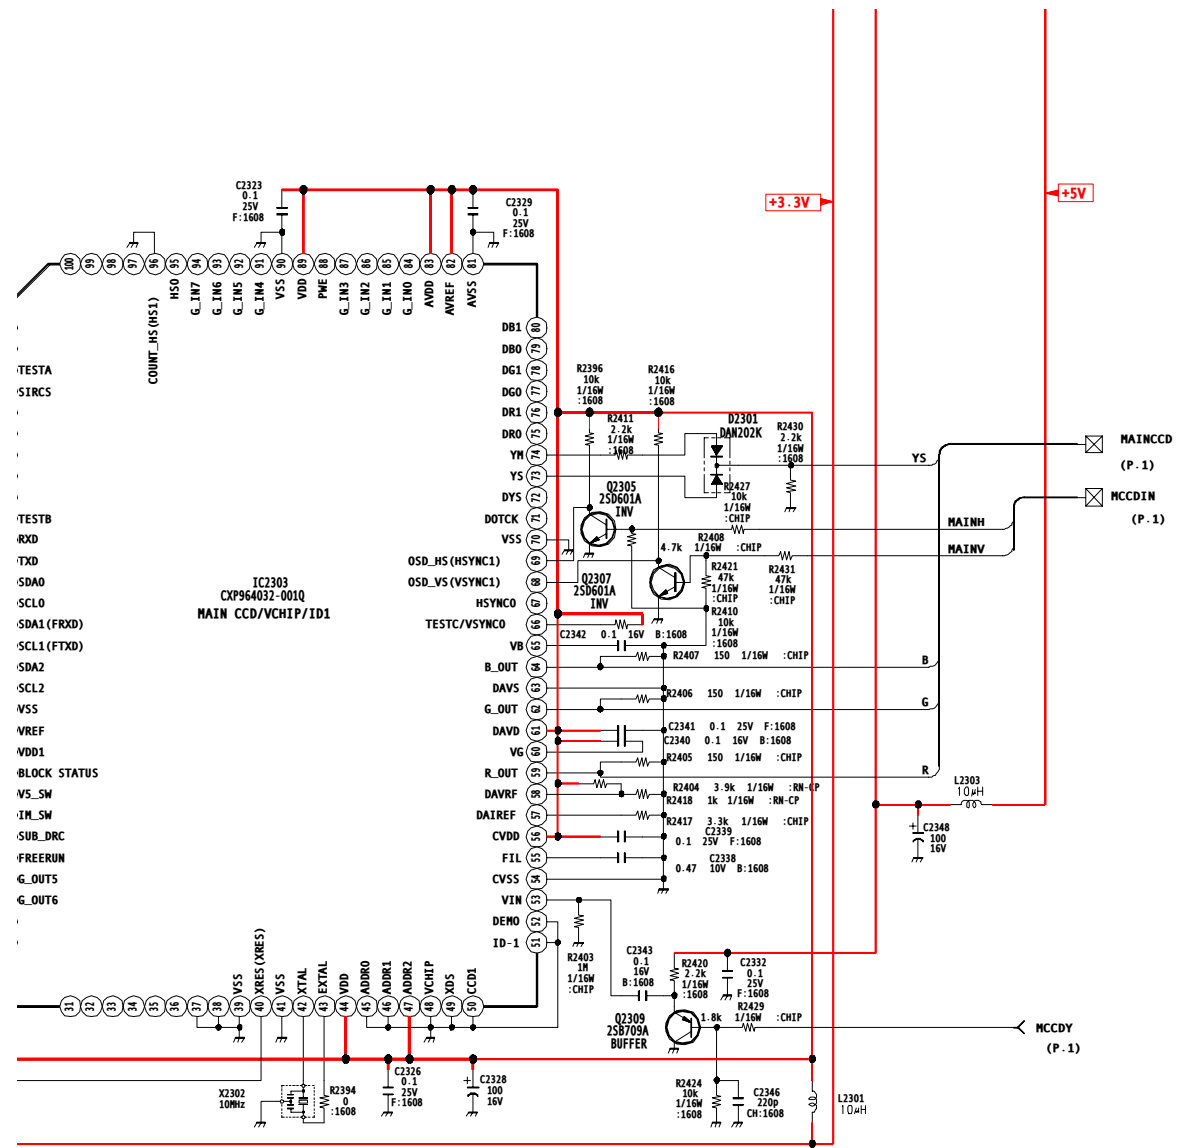 +3.3V
+5V
C2323
0.1
25V
F:1608
C2329
0.1
25V
F:1608
100
99
98
97
96
95
94
93
92
91
90
89
88
87
86
85
84
83
82
81
COUNT_HS(HS1)
HSO
G_IN7
G_IN6
G_IN5
G_IN4
VSS
VDD
PWE
G_IN3
G_IN2
G_IN1
G_IN0
AVDD
AVREF
AVSS
TESTA
SIRCS
TESTB
RXD
TXD
SDA0
SCL0
SDA1(FRXD)
SCL1(FTXD)
SDA2
SCL2
VSS
VREF
VDD1
BLOCK STATUS
V5_SW
IM_SW
SUB_DRC
FREERUN
G_OUT5
G_OUT6
IC2303
CXP964032-001Q
MAIN CCD/VCHIP/ID1
DB1 80
DB0 79
DG1 78
DG0 77
DR1 76
DR0 75
YM 74
YS 73
DYS 72
DOTCK 71
VSS 70
OSD_HS(HSYNC1) 69
OSD_VS(VSYNC1) 68
HSYNC0 67
TESTC/VSYNC0 66
VB 65
B_OUT 64
DAVS 63
G_OUT 62
DAVD 61
VG 60
R_OUT 59
DAVRF 58
DAIREF 57
CVDD 56
FIL 55
CVSS 54
VIN 53
DEMO 52
ID-1 51
R2396
10k
1/16W
:1608
R2416
10k
1/16W
:1608
R2411
2.2k
1/16W
:1608
D2301
DAN202K
R2430
2.2k
1/16W
:1608
R2427
10k
1/16W
:CHIP
Q2305
2SD601A
INV
4.7k
R2408
1/16W :CHIP
R2421
47k
1/16W
:CHIP
R2431
47k
1/16W
:CHIP
Q2307
2SD601A
INV
R2410
10k
1/16W
:1608
C2342 0.1 16V B:1608
R2407 150 1/16W :CHIP
R2406 150 1/16W :CHIP
C2341 0.1 25V F:1608
C2340 0.1 16V B:1608
R2405 150 1/16W :CHIP
R2404 3.9k 1/16W :RN-CP
R2418 1k 1/16W :RN-CP
R2417 3.3k 1/16W :CHIP
C2339
0.1 25V F:1608
C2338
0.47 10V B:1608
YS
MAINH
MAINV
B
G
R
MAINCCD
(P.1)
MCCDIN
(P.1)
L2303
10μH
C2348
100
16V
R2403
1M
1/16W
:CHIP
C2343
0.1
16V
B:1608
R2420
2.2k
1/16W
:1608
C2332
0.1
25V
F:1608
Q2309
2SB709A
BUFFER
1.8k
R2429
1/16W :CHIP
MCCDY
(P.1)
R2424
10k
1/16W
:1608
C2346
220p
CH:1608
L2301
10μH
VSS
XRES(XRES)
VSS
XTAL
EXTAL
VDD
ADDR0
ADDR1
ADDR2
VCHIP
XDS
CCD1
31
32
33
34
35
36
37
38
39
40
41
42
43
44
45
46
47
48
49
50
X2302
10MHz
R2394
0
:1608
C2326
0.1
25V
F:1608
C2328
100
16V